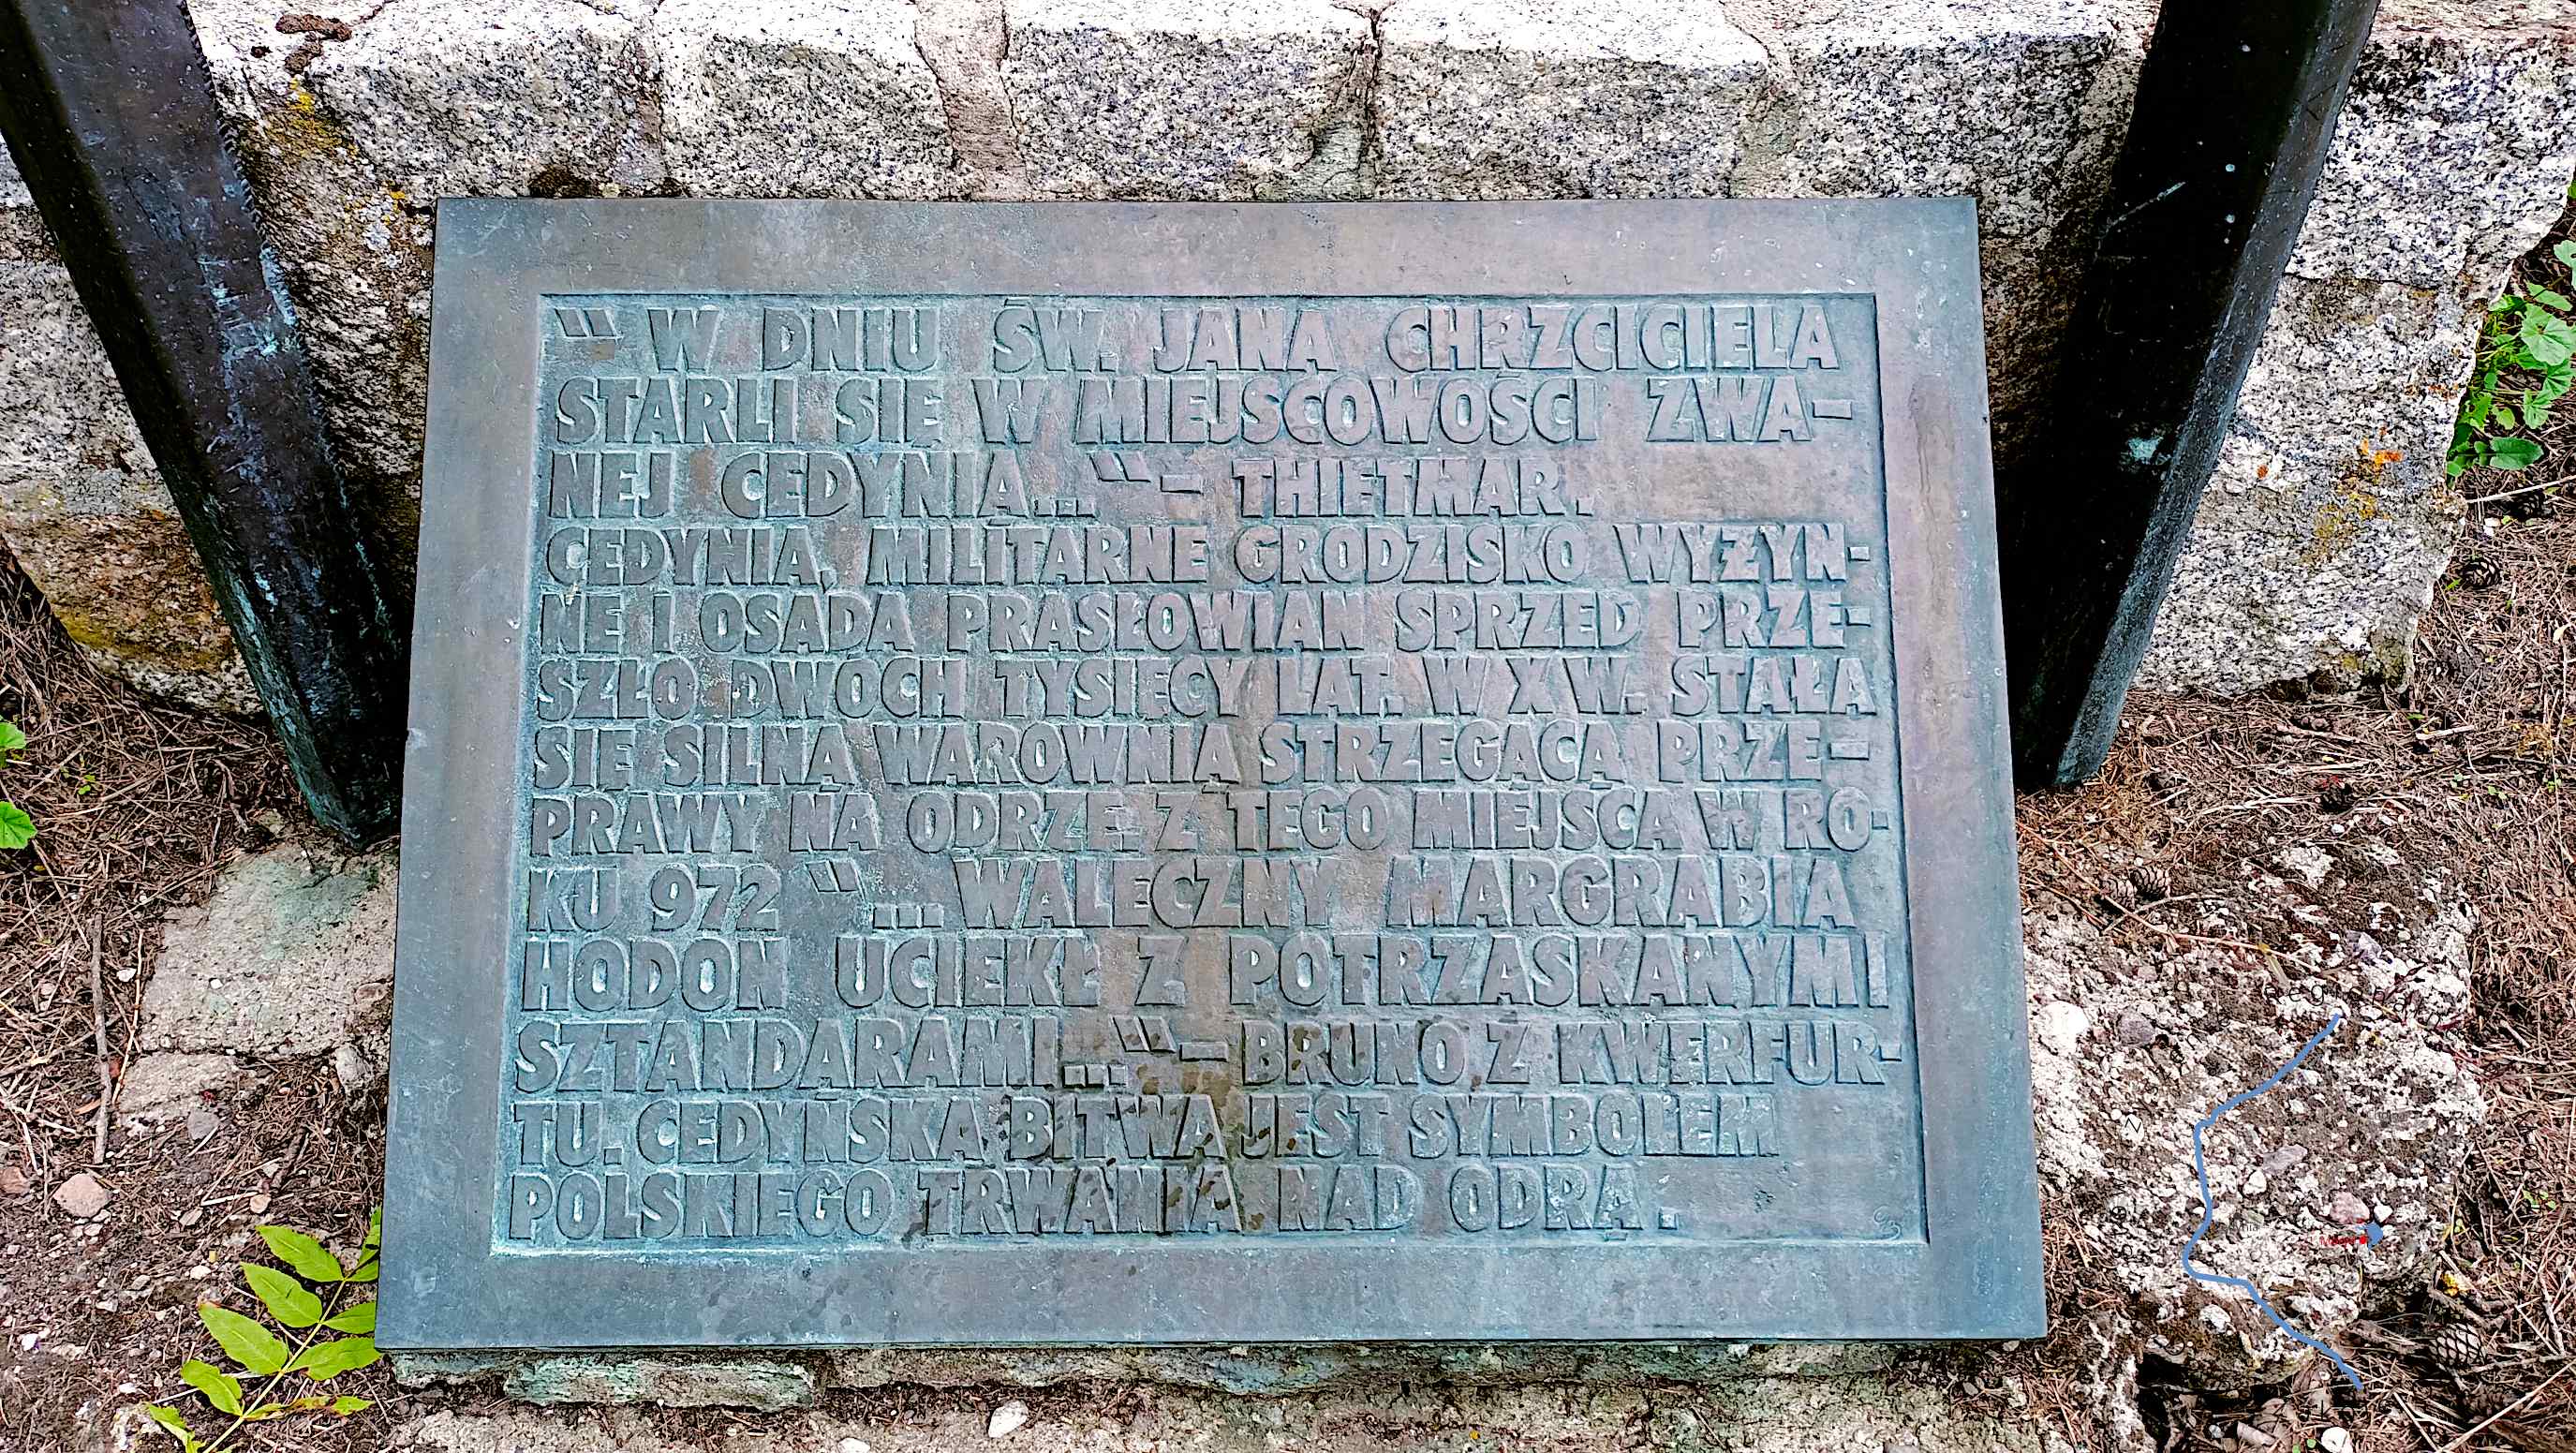 “ W DNIU ŚW. JANA CHRZCICIELA
STARLI SIĘ W MIEJSCOWOŚCI ZWA-
NEJ CEDYNIA...“ - THIETMAR.
CEDYNIA, MILITARNE GRODZISKO WYŻYN-
NE I OSADA PRASŁOWIAN SPRZED PRZE-
SZŁO DWÓCH TYSIĘCY LAT. W X W. STAŁA
SIĘ SILNĄ WAROWNIĄ STRZEGĄCĄ PRZE-
PRAWY NA ODRZE. Z TEGO MIEJSCA W RO-
KU 972 “...WALECZNY MARGRABIA
HODON UCIEKŁ Z POTRZASKANYMI
SZTANDARAMI...“ - BRUNO Z KWERFUR-
TU. CEDYŃSKA BITWA JEST SYMBOLEM
POLSKIEGO TRWANIA NAD ODRĄ.